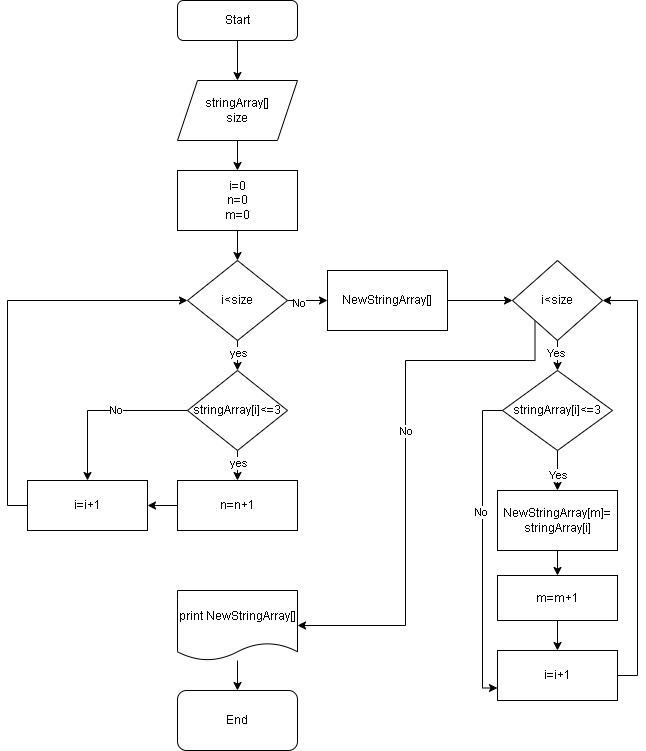 Start
stringArray[]
size
i=0
n=0
m=0
i<size
No
NewStringArray[]
i<size
yes
Yes
stringArray[i]<=3
No
stringArray[i]<=3
yes
Yes
No
i=i+1
n=n+1
No
NewStringArray[m]=
stringArray[i]
m=m+1
print NewStringArray[]
i=i+1
End